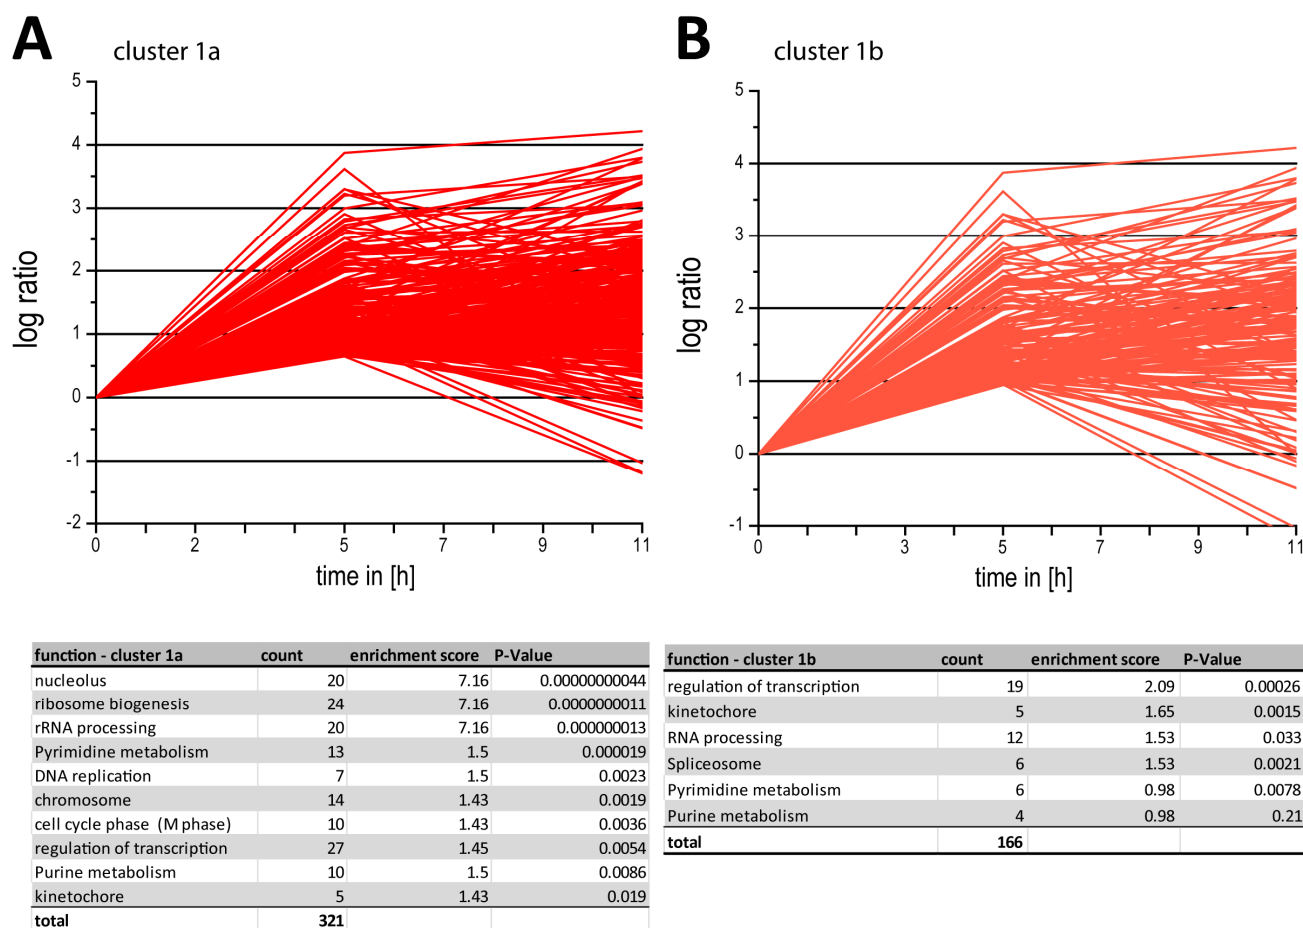 A
cluster 1a
5
4
3
2
1
0
-1
-2
log ratio
0 2 5 7 9 11
time in [h]
B
cluster 1b
5
4
3
2
1
0
-1
log ratio
0 3 5 7 9 11
time in [h]
function - cluster 1a count enrichment score P-Value
nucleolus 20 7.16 0.00000000044
ribosome biogenesis 24 7.16 0.0000000011
rRNA processing 20 7.16 0.000000013
Pyrimidine metabolism 13 1.5 0.000019
DNA replication 7 1.5 0.0023
chromosome 14 1.43 0.0019
cell cycle phase (M phase) 10 1.43 0.0036
regulation of transcription 27 1.45 0.0054
Purine metabolism 10 1.5 0.0086
kinetochore 5 1.43 0.019
total 321
function - cluster 1b count enrichment score P-Value
regulation of transcription 19 2.09 0.00026
kinetochore 5 1.65 0.0015
RNA processing 12 1.53 0.033
Spliceosome 6 1.53 0.0021
Pyrimidine metabolism 6 0.98 0.0078
Purine metabolism 4 0.98 0.21
total 166